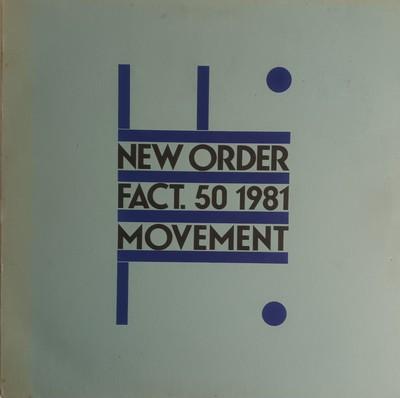 NEW ORDER
FACT. 50 1981
MOVEMENT